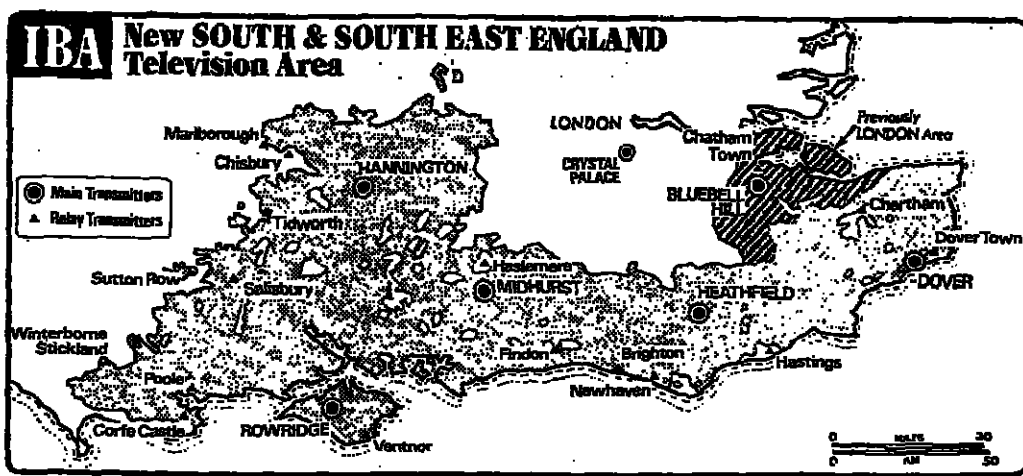 IBA
New SOUTH & SOUTH EAST ENGLAND
Television Area
Marlborough
Chisbury
HANNINGTON
LONDON
CRYSTAL
PALACE
Chatham
Town
Previously
LONDON Area
BLUEBELL
HILL
Main Transmitters
Relay Transmitters
Tidworth
Chartham
Dover Town
DOVER
Sutton Row
Salisbury
Haslemere
MIDHURST
HEATHFIELD
Winterborne
Stickland
Poole
Findon
Brighton
Newhaven
Hastings
Corfe Castle
ROWRIDGE
Ventnor
0 MILES 30
0 KM 50